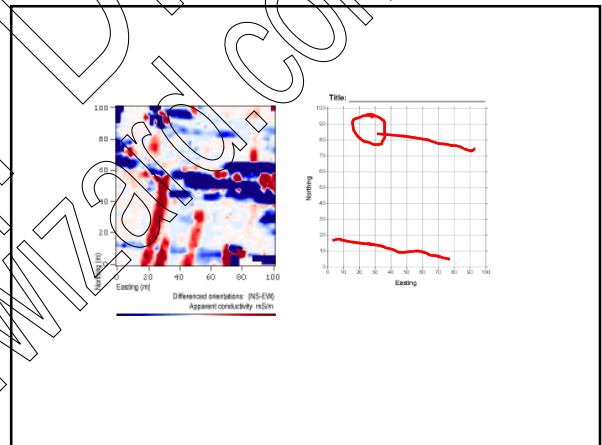 Title:
100
80
60
40
20
0
20 40 60 80 100
Northing (m)
Easting (m)
Differenced orientations: (NS-EW)
Apparent conductivity mS/m
100
90
80
70
60
50
40
30
20
10
0
0 10 20 30 40 50 60 70 80 90 100
Northing
Easting
wizard.com